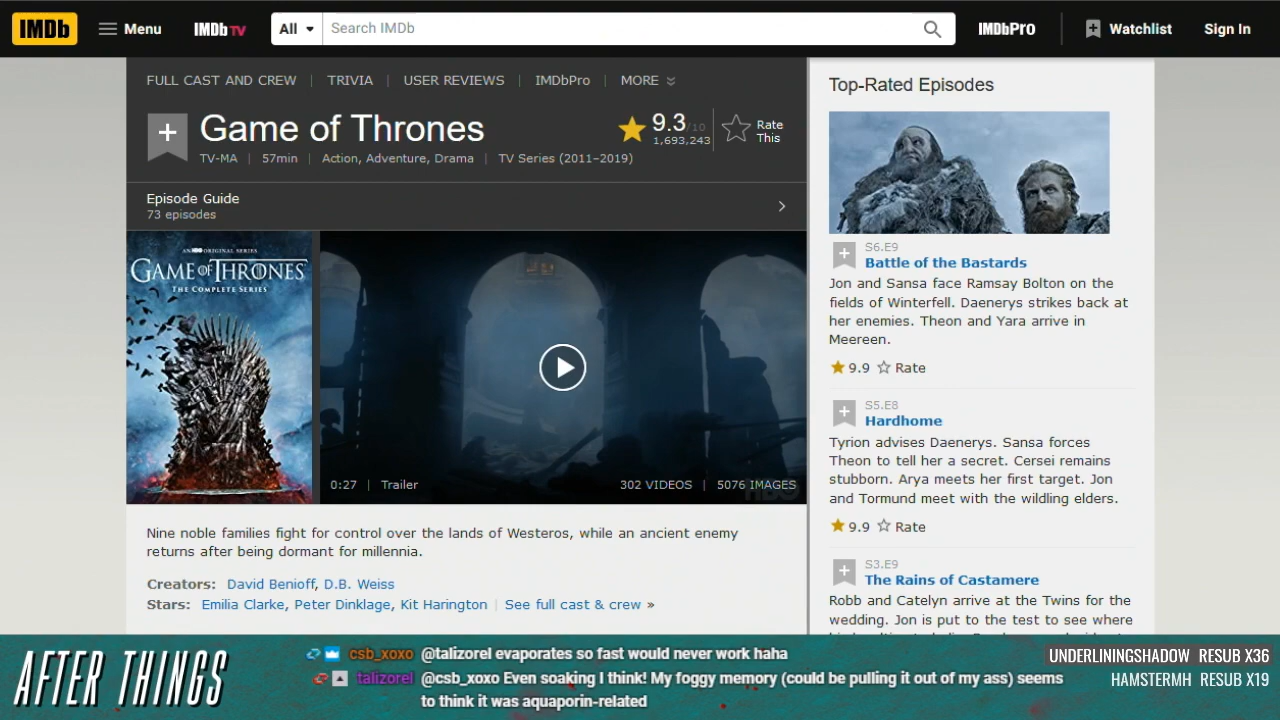 IMDb
Menu
IMDb TV
All
Search IMDb
IMDbPro
Watchlist
Sign In
FULL CAST AND CREW | TRIVIA | USER REVIEWS | IMDbPro | MORE
Game of Thrones
9.3/10
1,693,243
Rate This
TV-MA | 57min | Action, Adventure, Drama | TV Series (2011–2019)
Episode Guide
73 episodes
AN HBO ORIGINAL SERIES
GAME OF THRONES
THE COMPLETE SERIES
0:27 | Trailer
302 VIDEOS | 5076 IMAGES
HBO
Nine noble families fight for control over the lands of Westeros, while an ancient enemy
returns after being dormant for millennia.
Creators: David Benioff, D.B. Weiss
Stars: Emilia Clarke, Peter Dinklage, Kit Harington | See full cast & crew »
Top-Rated Episodes
S6.E9
Battle of the Bastards
Jon and Sansa face Ramsay Bolton on the
fields of Winterfell. Daenerys strikes back at
her enemies. Theon and Yara arrive in
Meereen.
9.9 Rate
S5.E8
Hardhome
Tyrion advises Daenerys. Sansa forces
Theon to tell her a secret. Cersei remains
stubborn. Arya meets her first target. Jon
and Tormund meet with the wildling elders.
9.9 Rate
S3.E9
The Rains of Castamere
Robb and Catelyn arrive at the Twins for the
wedding. Jon is put to the test to see where
AFTER THINGS
csb_xoxo @talizorel evaporates so fast would never work haha
talizorel @csb_xoxo Even soaking I think! My foggy memory (could be pulling it out of my ass) seems
to think it was aquaporin-related
UNDERLININGSHADOW RESUB X36
HAMSTERMH RESUB X19